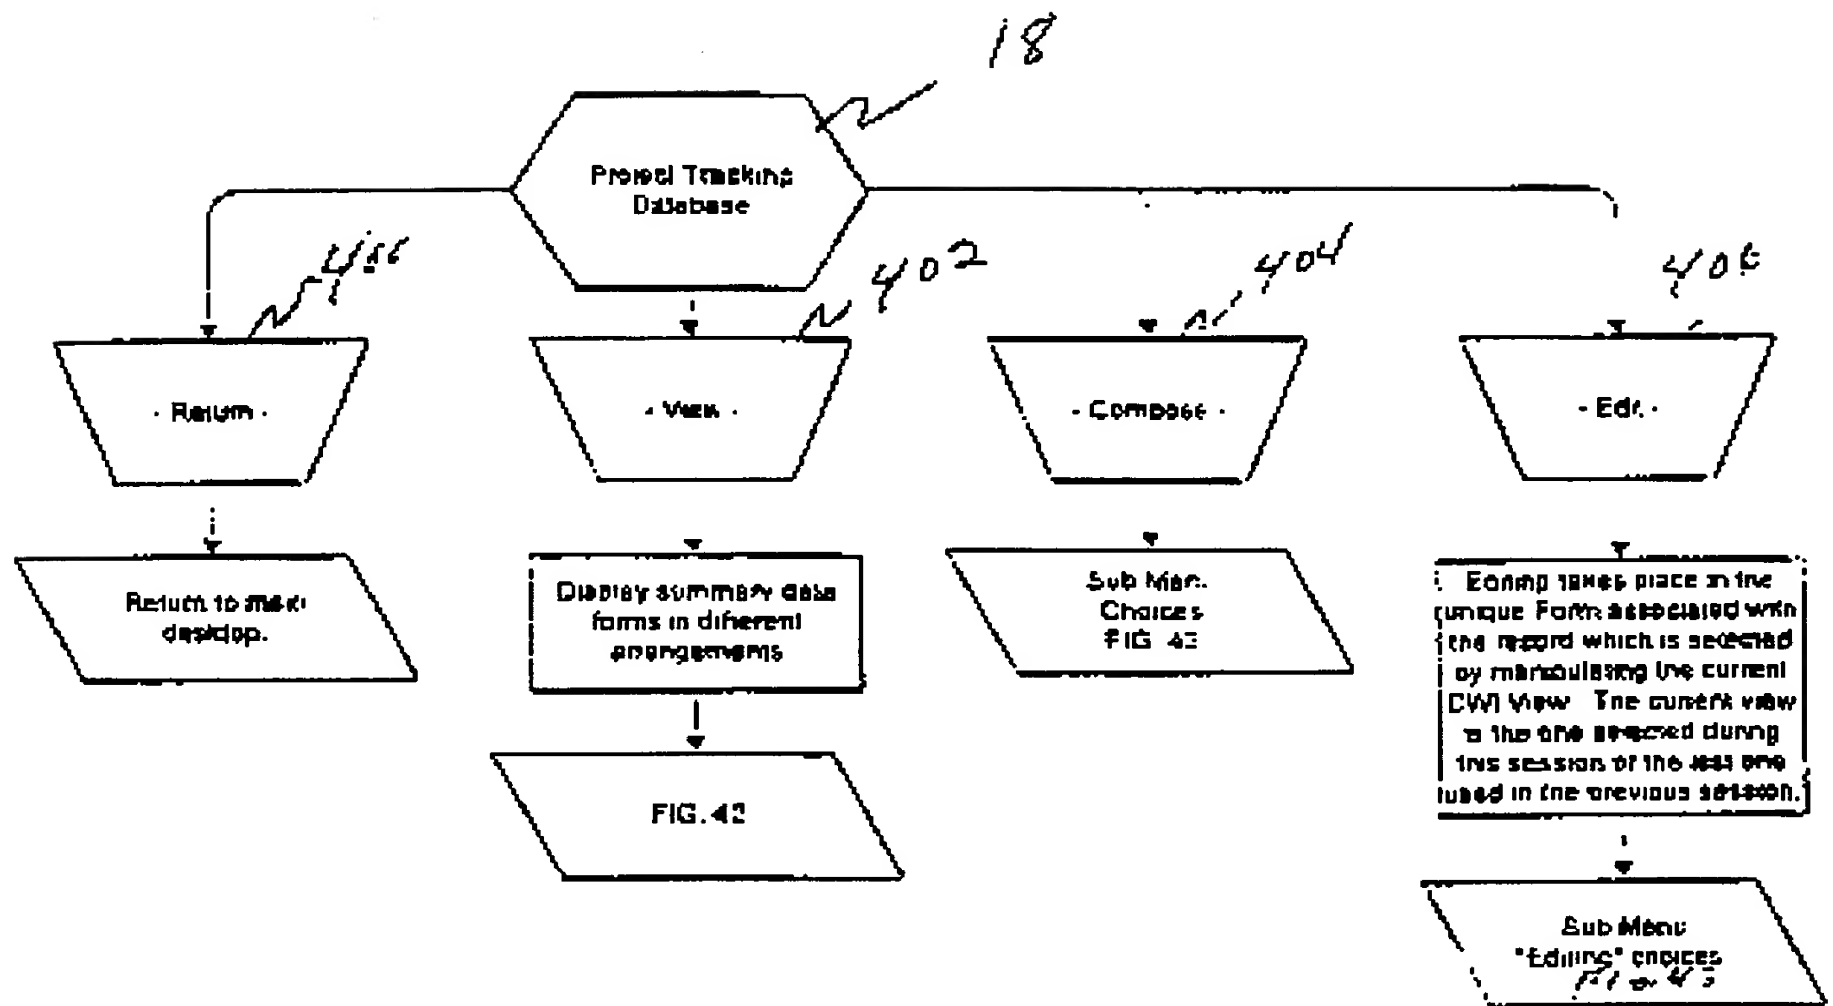 18
Project Tracking
Database
402
404
- Return -
- View -
- Compose -
- Edit -
Return to main
desktop.
Display summary data
forms in different
arrangements
Sub Menu
Choices
FIG.
Editing takes place in the
unique Form associated with
the record which is selected
by manipulating the current
View The current view
is the one selected during
this session or the last one
used in the previous session.
FIG. 42
Sub Menu
"Editing" choices